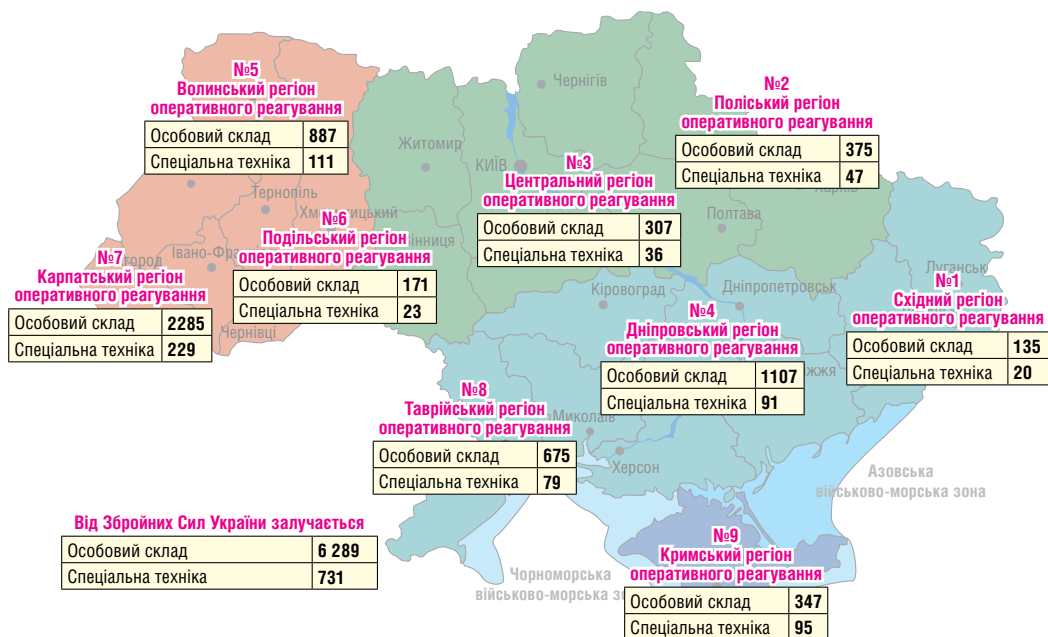 №5
Волинський регіон
оперативного реагування
Особовий склад 887
Спеціальна техніка 111
Чернігів
№2
Поліський регіон
оперативного реагування
Особовий склад 375
Спеціальна техніка 47
Житомир
КИЇВ
№3
Центральний регіон
оперативного реагування
Особовий склад 307
Спеціальна техніка 36
Харків
Полтава
Тернопіль
№6
Подільський регіон
оперативного реагування
Особовий склад 171
Спеціальна техніка 23
№7
Карпатський регіон
оперативного реагування
Особовий склад 2285
Спеціальна техніка 229
Чернівці
Кіровоград
Дніпропетровськ
Луганськ
№1
Східний регіон
оперативного реагування
Особовий склад 135
Спеціальна техніка 20
№4
Дніпровський регіон
оперативного реагування
Особовий склад 1107
Спеціальна техніка 91
№8
Таврійський регіон
оперативного реагування
Особовий склад 675
Спеціальна техніка 79
Миколаїв
Херсон
Азовська
військово-морська зона
Від Збройних Сил України залучається
Особовий склад 6 289
Спеціальна техніка 731
Чорноморська
військово-морська
№9
Кримський регіон
оперативного реагування
Особовий склад 347
Спеціальна техніка 95